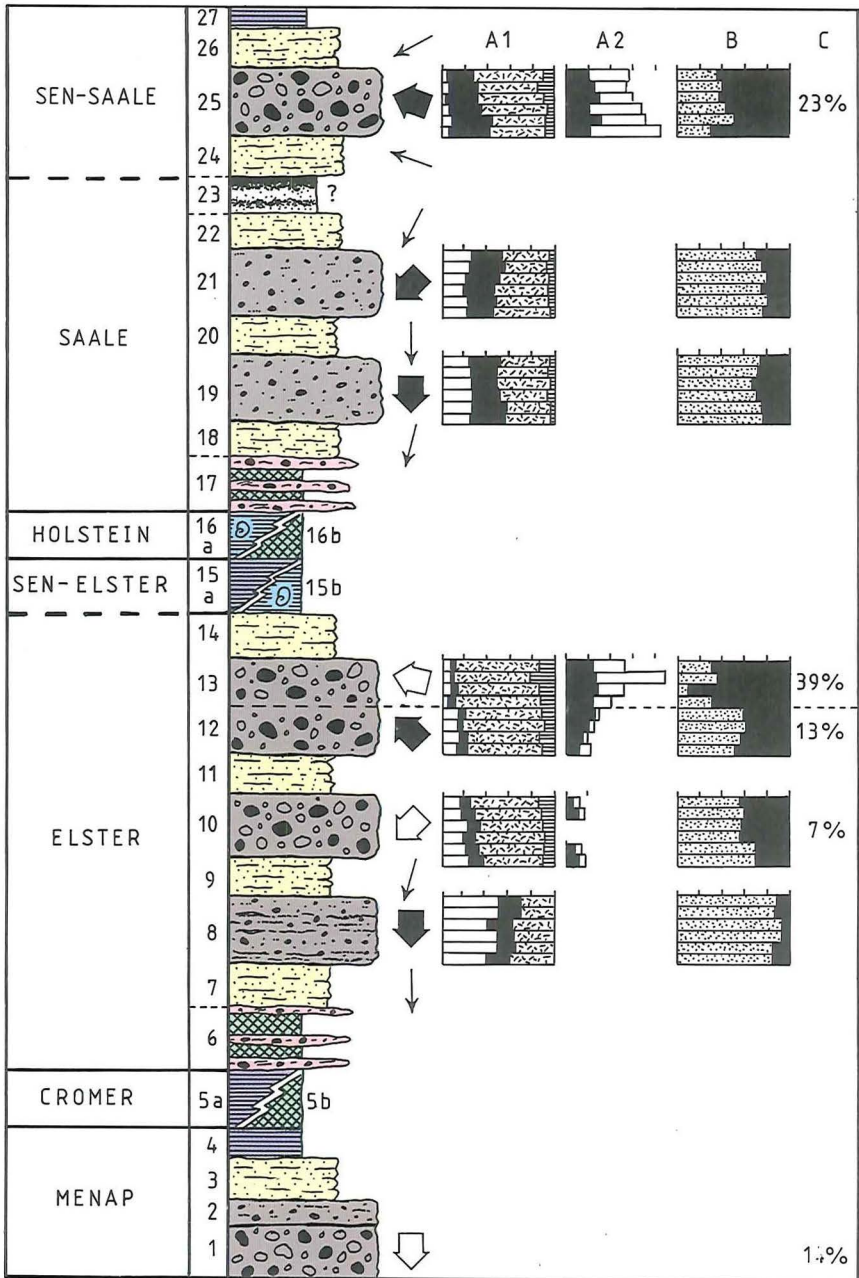 27
A1 A2 B C
26
SEN-SAALE 25 23%
24
23 ?
22
21
SAALE 20
19
18
17
HOLSTEIN 16 a 16b
SEN-ELSTER 15 a 15b
14
13 39%
12 13%
11
ELSTER 10 7%
9
8
7
6
CROMER 5a 5b
4
MENAP 3
2
1